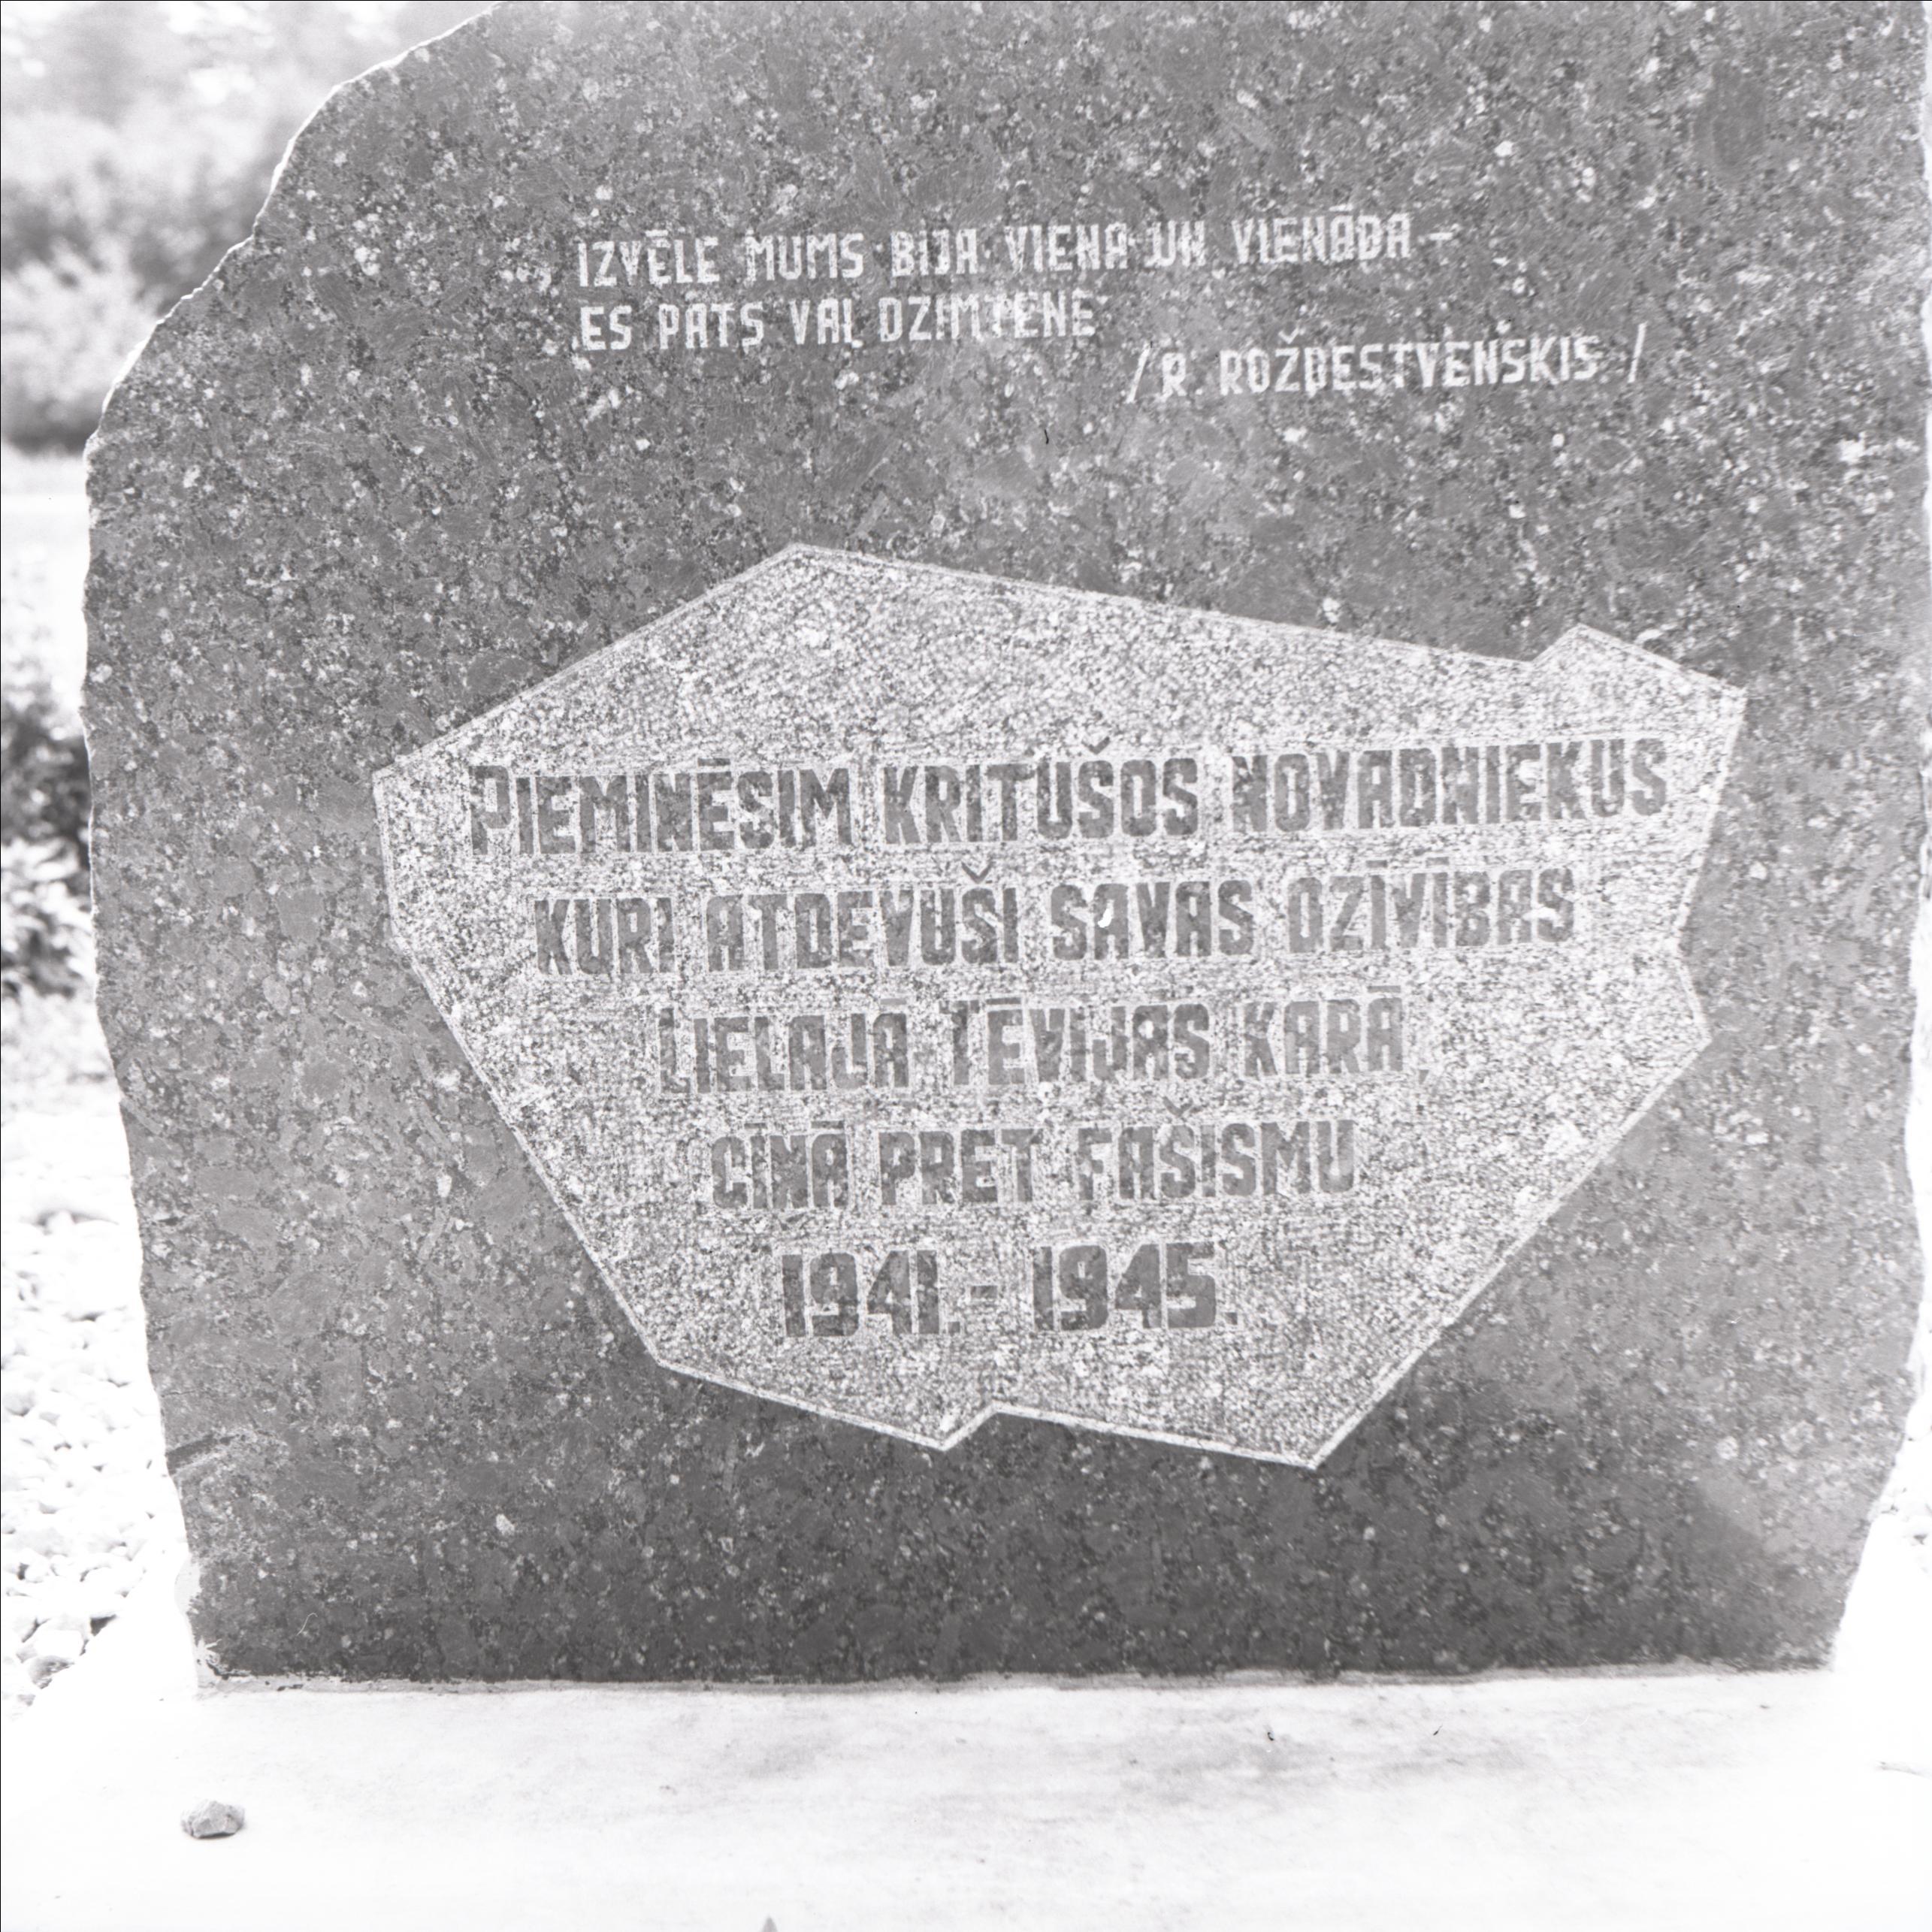 IZVĒLE MUMS BIJA VIENA UN VIENĀDA –
ES PATS VAI DZIMTENE
/ R. ROŽDESTVENSKIS /
PIEMINĒSIM KRITUŠOS NOVADNIEKUS
KURI ATDEVUŠI SAVAS DZĪVĪBAS
LIELAJĀ TĒVIJAS KARĀ,
CĪŅĀ PRET FAŠISMU
1941. - 1945.